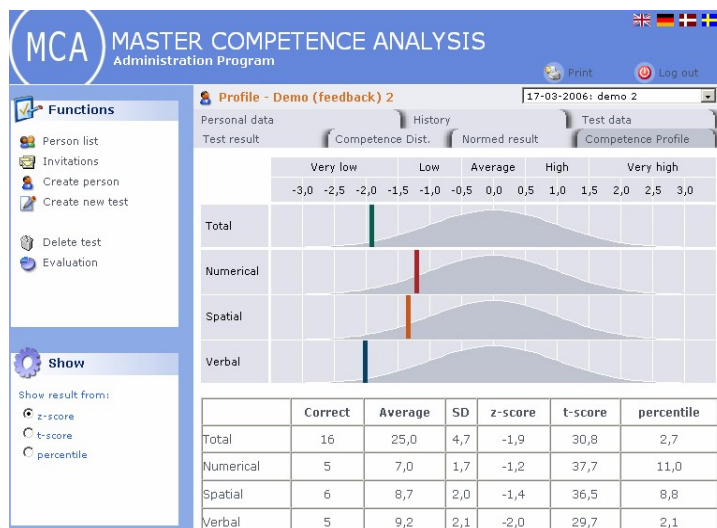 MCA MASTER COMPETENCE ANALYSIS
Administration Program
Print Log out
Functions
Person list
Invitations
Create person
Create new test
Delete test
Evaluation
Show
Show result from:
z-score
t-score
percentile
Profile - Demo (feedback) 2 17-03-2006: demo 2
Personal data History Test data
Test result Competence Dist. Normed result Competence Profile
Very low Low Average High Very high
-3,0 -2,5 -2,0 -1,5 -1,0 -0,5 0,0 0,5 1,0 1,5 2,0 2,5 3,0
Total
Numerical
Spatial
Verbal
Correct Average SD z-score t-score percentile
Total 16 25,0 4,7 -1,9 30,8 2,7
Numerical 5 7,0 1,7 -1,2 37,7 11,0
Spatial 6 8,7 2,0 -1,4 36,5 8,8
Verbal 5 9,2 2,1 -2,0 29,7 2,1